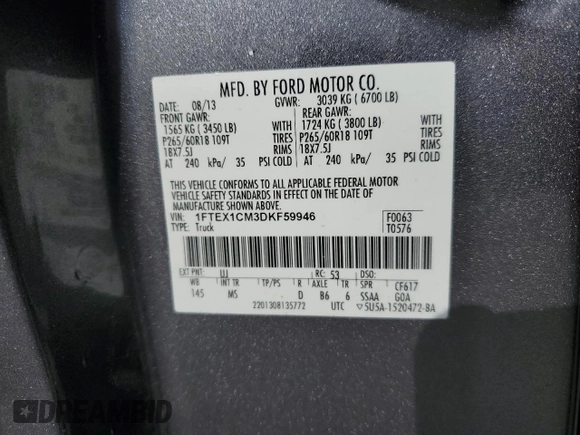 MFD. BY FORD MOTOR CO.
DATE: 08/13 GVWR: 3039 KG ( 6700 LB)
FRONT GAWR: REAR GAWR:
1565 KG ( 3450 LB) WITH 1724 KG ( 3800 LB) WITH
P265/60R18 109T TIRES P265/60R18 109T TIRES
18X7.5J RIMS 18X7.5J RIMS
AT 240 kPa/ 35 PSI COLD AT 240 kPa/ 35 PSI COLD
THIS VEHICLE CONFORMS TO ALL APPLICABLE FEDERAL MOTOR
VEHICLE SAFETY STANDARDS IN EFFECT ON THE DATE OF
MANUFACTURE SHOWN ABOVE.
VIN: 1FTEX1CM3DKF59946 F0063
TYPE: Truck T0576
EXT PNT: UJ RC: 53 DSO:
WB INT TR TP/PS R AXLE TR SPR CF617
145 MS D B6 6 SSAA GOA
2201308135772 UTC ▽5U5A-1520472-BA
DREAMBID